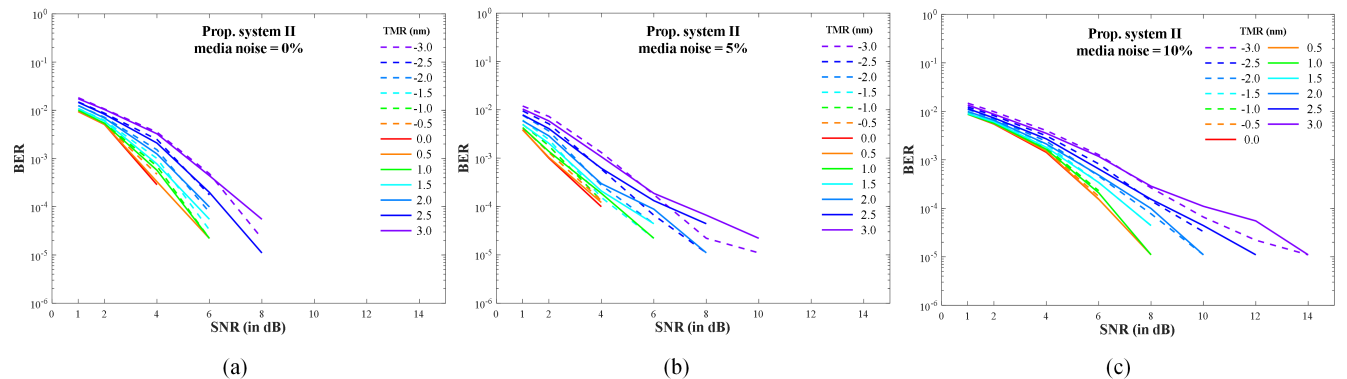 Prop. system II
media noise = 0%
TMR (nm)
-3.0
-2.5
-2.0
-1.5
-1.0
-0.5
0.0
0.5
1.0
1.5
2.0
2.5
3.0
10^0
10^-1
10^-2
10^-3
10^-4
10^-5
10^-6
BER
0 1 2 4 6 8 10 12 14
SNR (in dB)
(a)
Prop. system II
media noise = 5%
TMR (nm)
-3.0
-2.5
-2.0
-1.5
-1.0
-0.5
0.0
0.5
1.0
1.5
2.0
2.5
3.0
10^0
10^-1
10^-2
10^-3
10^-4
10^-5
10^-6
BER
0 1 2 4 6 8 10 12 14
SNR (in dB)
(b)
Prop. system II
media noise = 10%
TMR (nm)
-3.0 0.5
-2.5 1.0
-2.0 1.5
-1.5 2.0
-1.0 2.5
-0.5 3.0
0.0
10^0
10^-1
10^-2
10^-3
10^-4
10^-5
10^-6
BER
0 1 2 4 6 8 10 12 14
SNR (in dB)
(c)